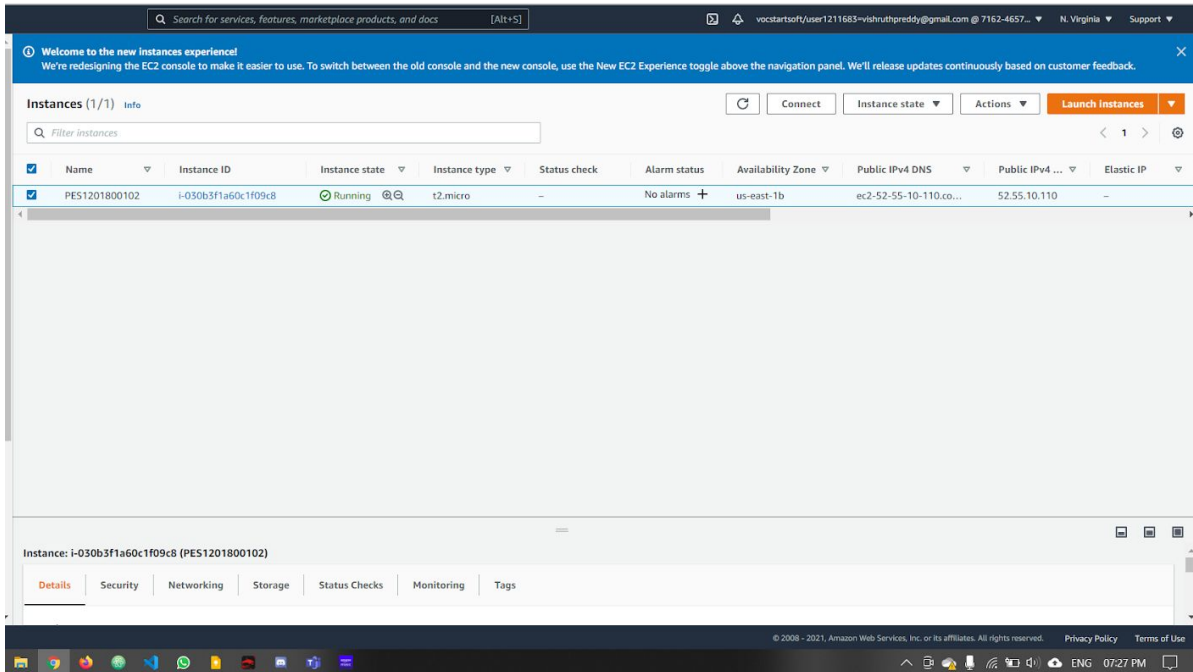 Search for services, features, marketplace products, and docs [Alt+S] vocstartsoft/user1211683=vishruthpreddy@gmail.com @ 7162-4657... N. Virginia Support
Welcome to the new instances experience!
We're redesigning the EC2 console to make it easier to use. To switch between the old console and the new console, use the New EC2 Experience toggle above the navigation panel. We'll release updates continuously based on customer feedback.
Instances (1/1) Info Connect Instance state Actions Launch instances
Filter instances 1
Name Instance ID Instance state Instance type Status check Alarm status Availability Zone Public IPv4 DNS Public IPv4 ... Elastic IP
PES1201800102 i-030b3f1a60c1f09c8 Running t2.micro – No alarms + us-east-1b ec2-52-55-10-110.co... 52.55.10.110 –
Instance: i-030b3f1a60c1f09c8 (PES1201800102)
Details Security Networking Storage Status Checks Monitoring Tags
© 2008 - 2021, Amazon Web Services, Inc. or its affiliates. All rights reserved. Privacy Policy Terms of Use
ENG 07:27 PM